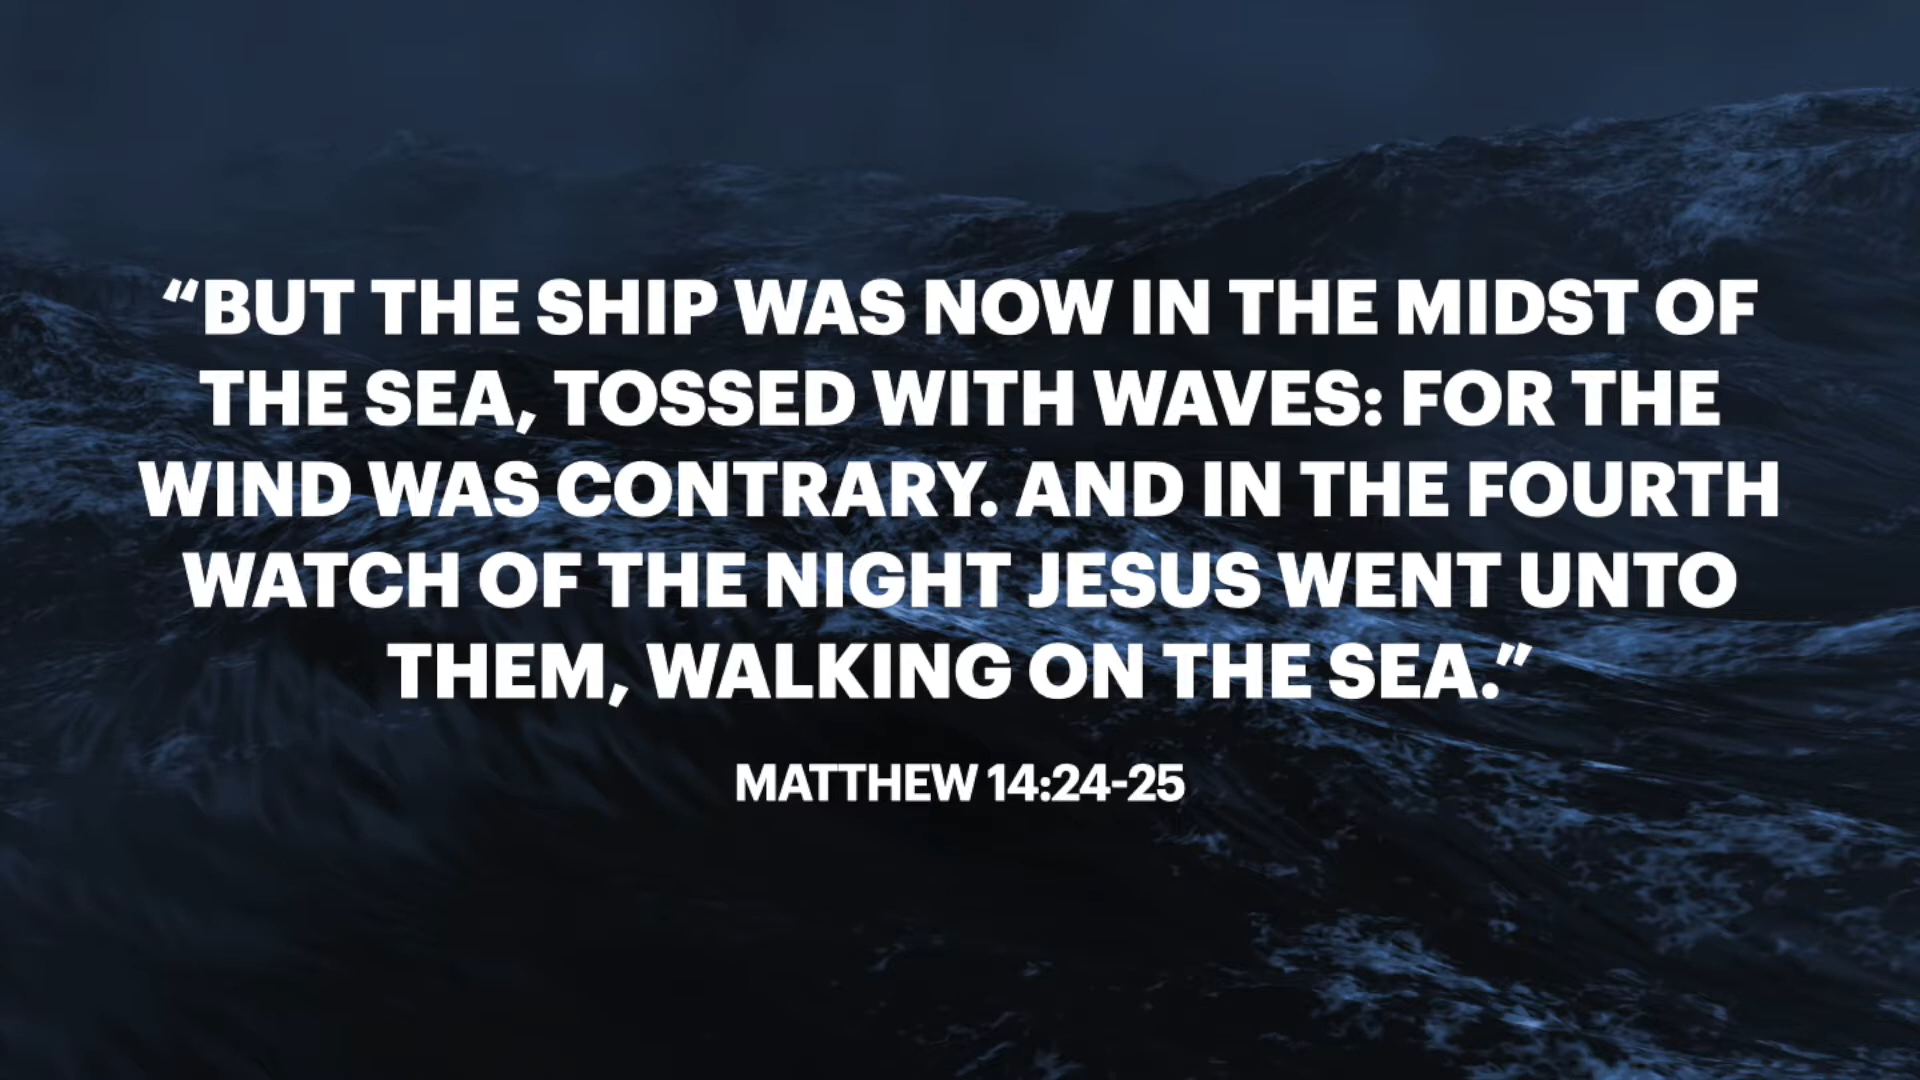 “BUT THE SHIP WAS NOW IN THE MIDST OF
THE SEA, TOSSED WITH WAVES: FOR THE
WIND WAS CONTRARY. AND IN THE FOURTH
WATCH OF THE NIGHT JESUS WENT UNTO
THEM, WALKING ON THE SEA.”
MATTHEW 14:24-25